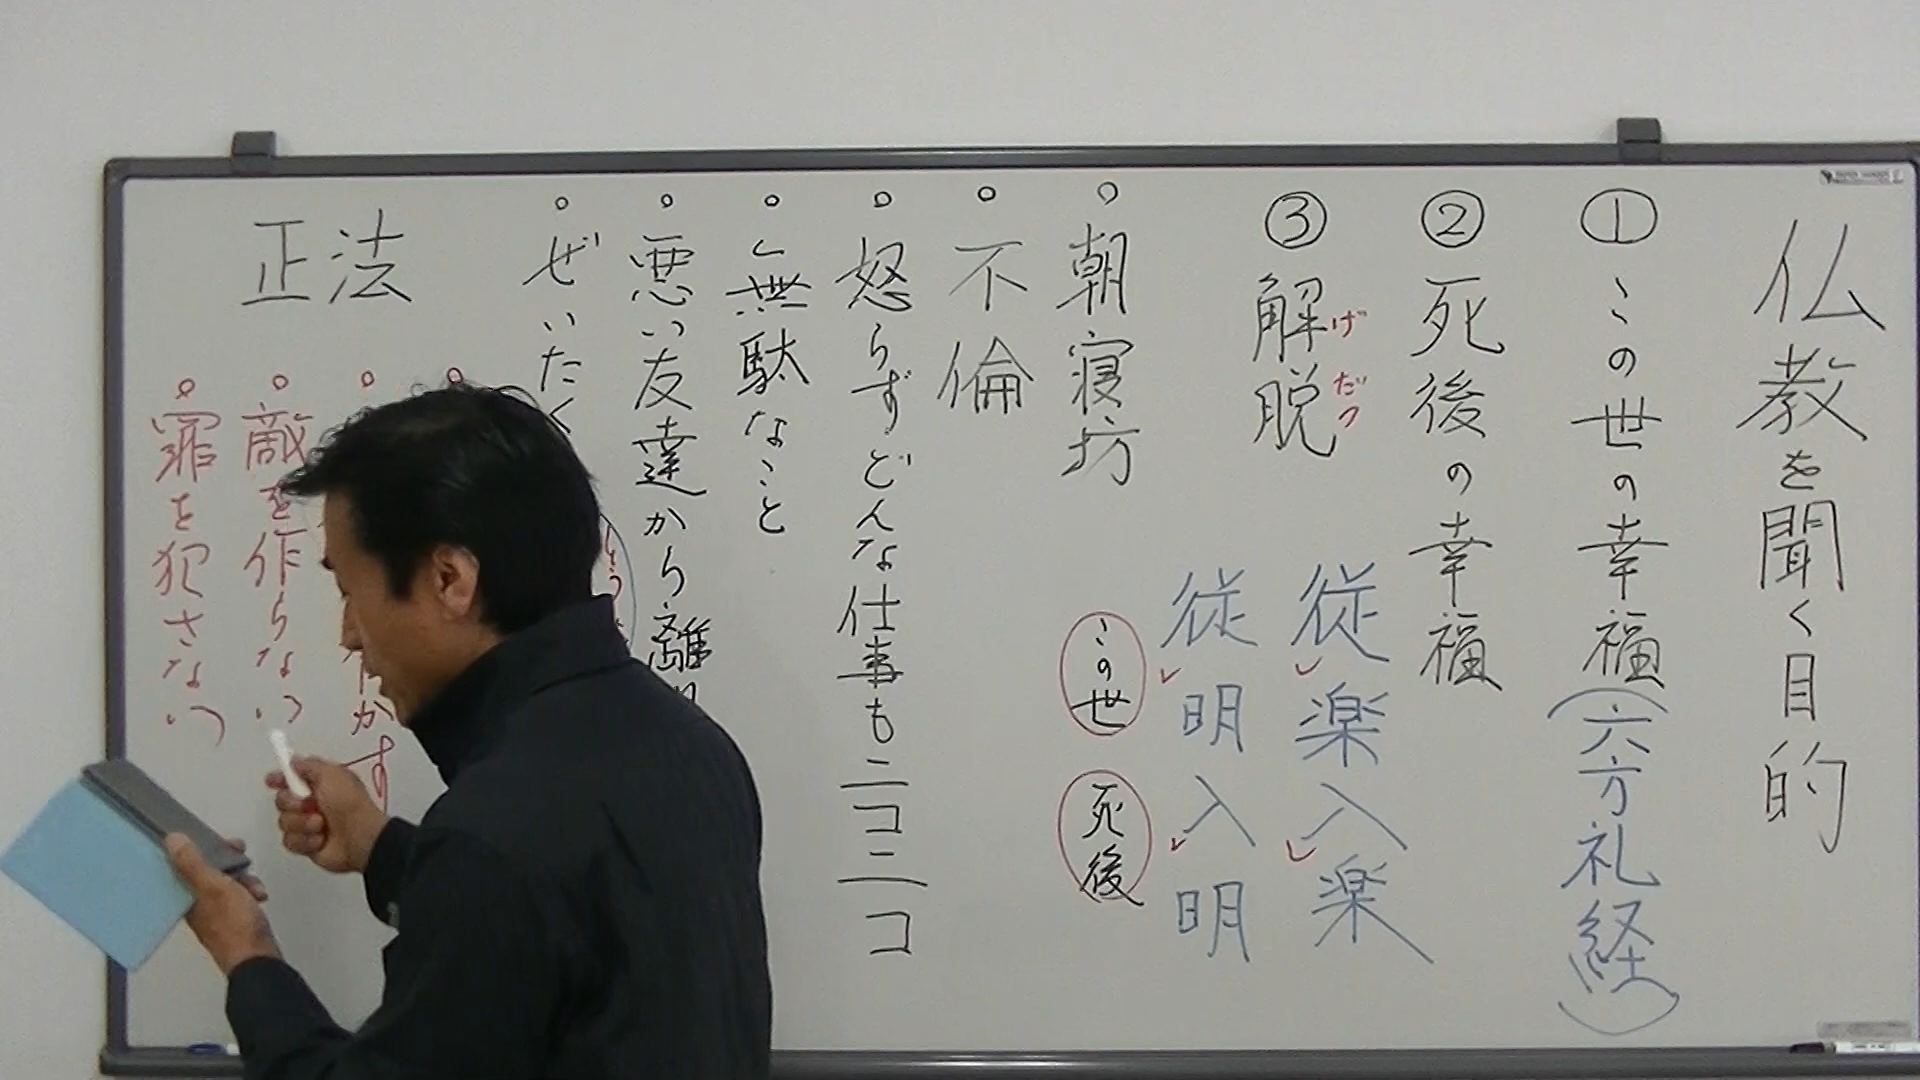 仏教を聞く目的
① この世の幸福(六方礼経)
② 死後の幸福
③ 解脱
げだつ
従楽入楽
従明入明
この世
死後
○ 朝寝坊
○ 不倫
○ 怒らずどんな仕事もニコニコ
○ 無駄なこと
○ 悪い友達から離
○ ぜいたく
正法
かす
○ 敵を作らない
○ 罪を犯さない